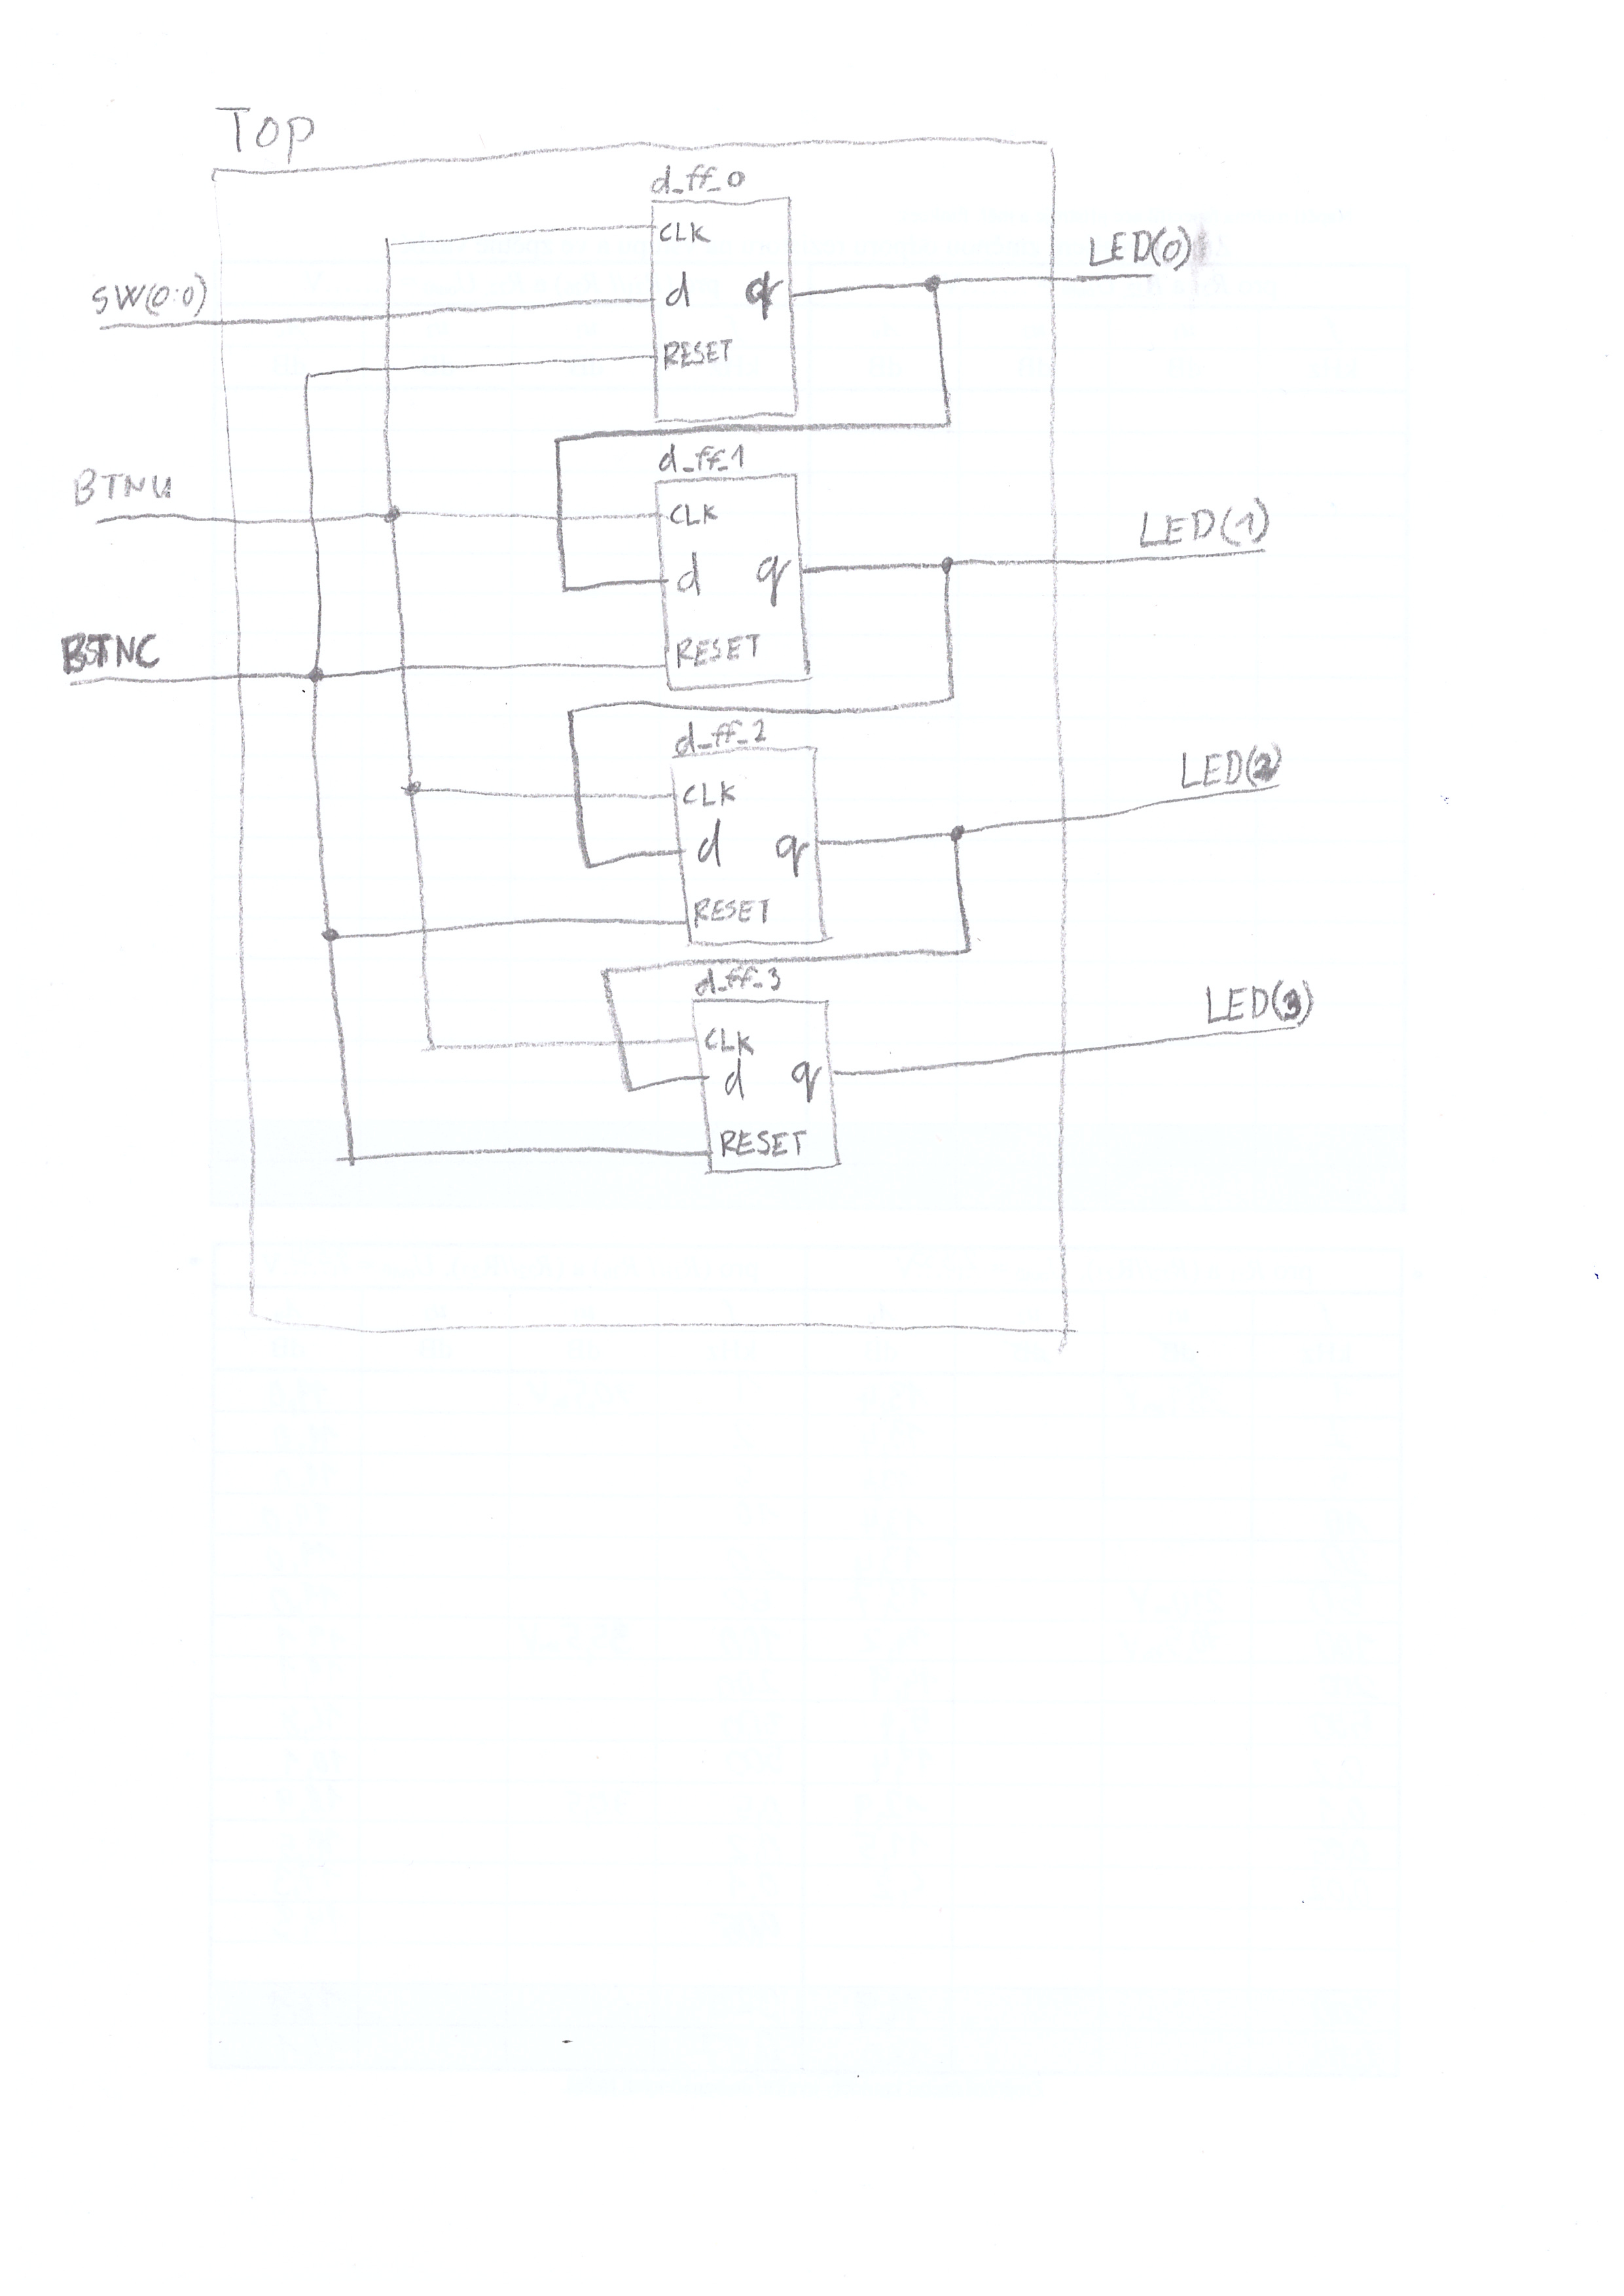 Top
d_ff_0
CLK
SW(0:0)
d
q
LED(0)
RESET
d_ff_1
BTNU
CLK
LED(1)
d
q
RESET
d_ff_2
CLK
LED(2)
d
q
RESET
d_ff_3
CLK
LED(3)
d
q
RESET